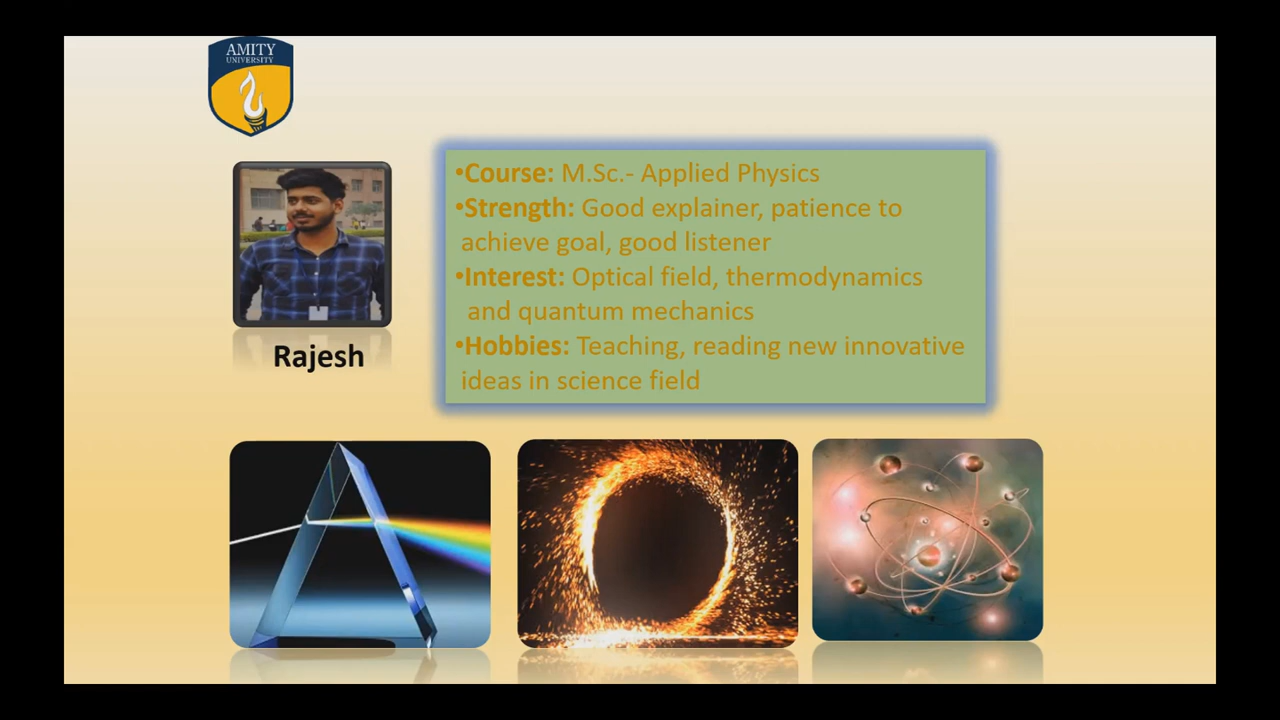 AMITY
UNIVERSITY
•Course: M.Sc.- Applied Physics
•Strength: Good explainer, patience to
achieve goal, good listener
•Interest: Optical field, thermodynamics
and quantum mechanics
•Hobbies: Teaching, reading new innovative
ideas in science field
Rajesh